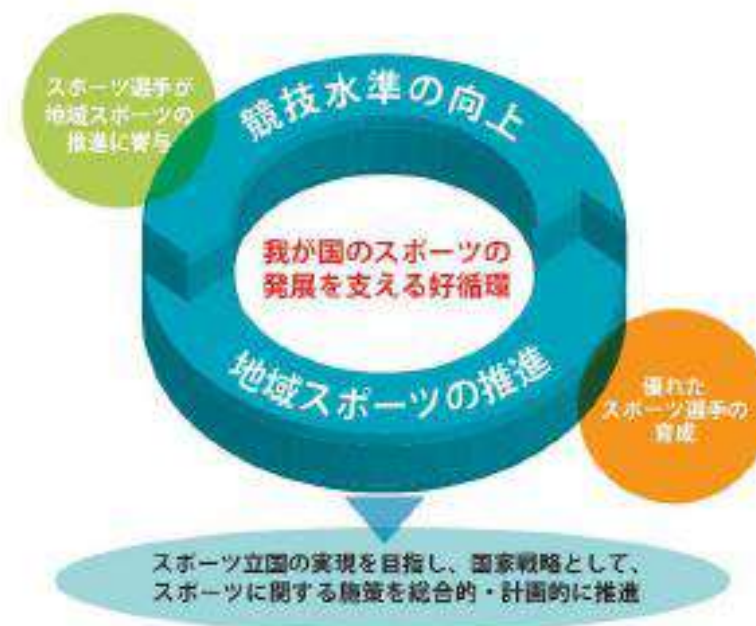 スポーツ選手が
地域スポーツの
推進に寄与
競技水準の向上
我が国のスポーツの
発展を支える好循環
地域スポーツの推進
優れた
スポーツ選手の
育成
スポーツ立国の実現を目指し、国家戦略として、
スポーツに関する施策を総合的・計画的に推進